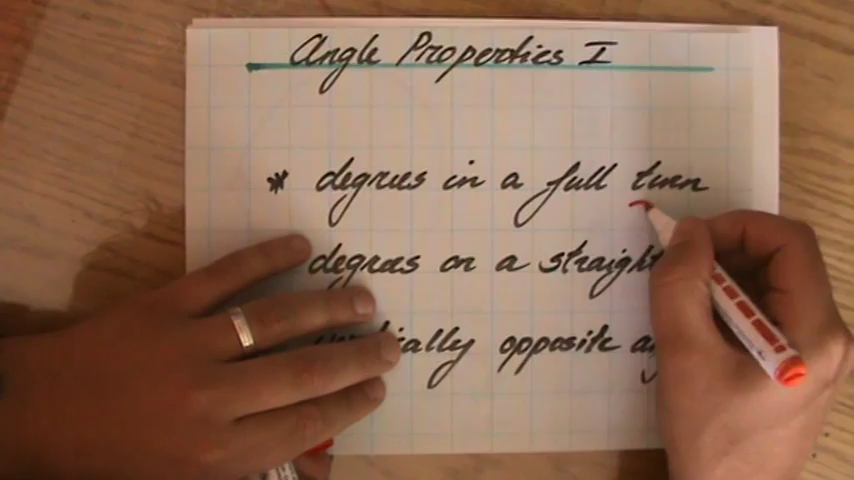 Angle Properties I
* degrees in a full turn
degrees on a straight
opposite